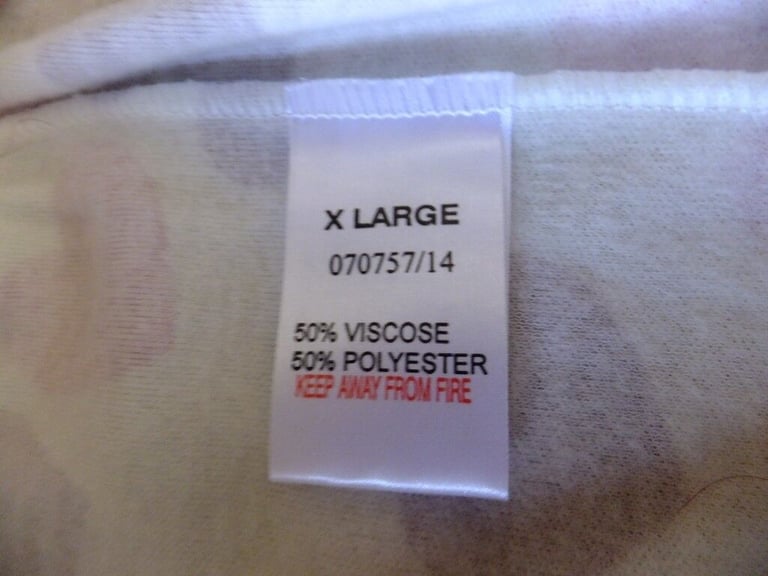 X LARGE
070757/14
50% VISCOSE
50% POLYESTER
KEEP AWAY FROM FIRE